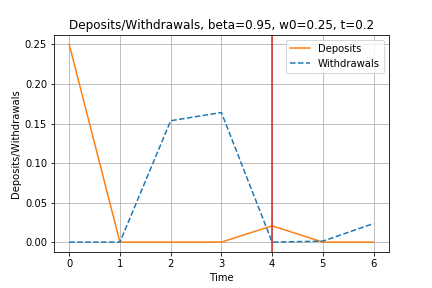 Deposits/Withdrawals, beta=0.95, w0=0.25, t=0.2
Deposits
Withdrawals
0.25
0.20
0.15
0.10
0.05
0.00
Deposits/Withdrawals
0 1 2 3 4 5 6
Time